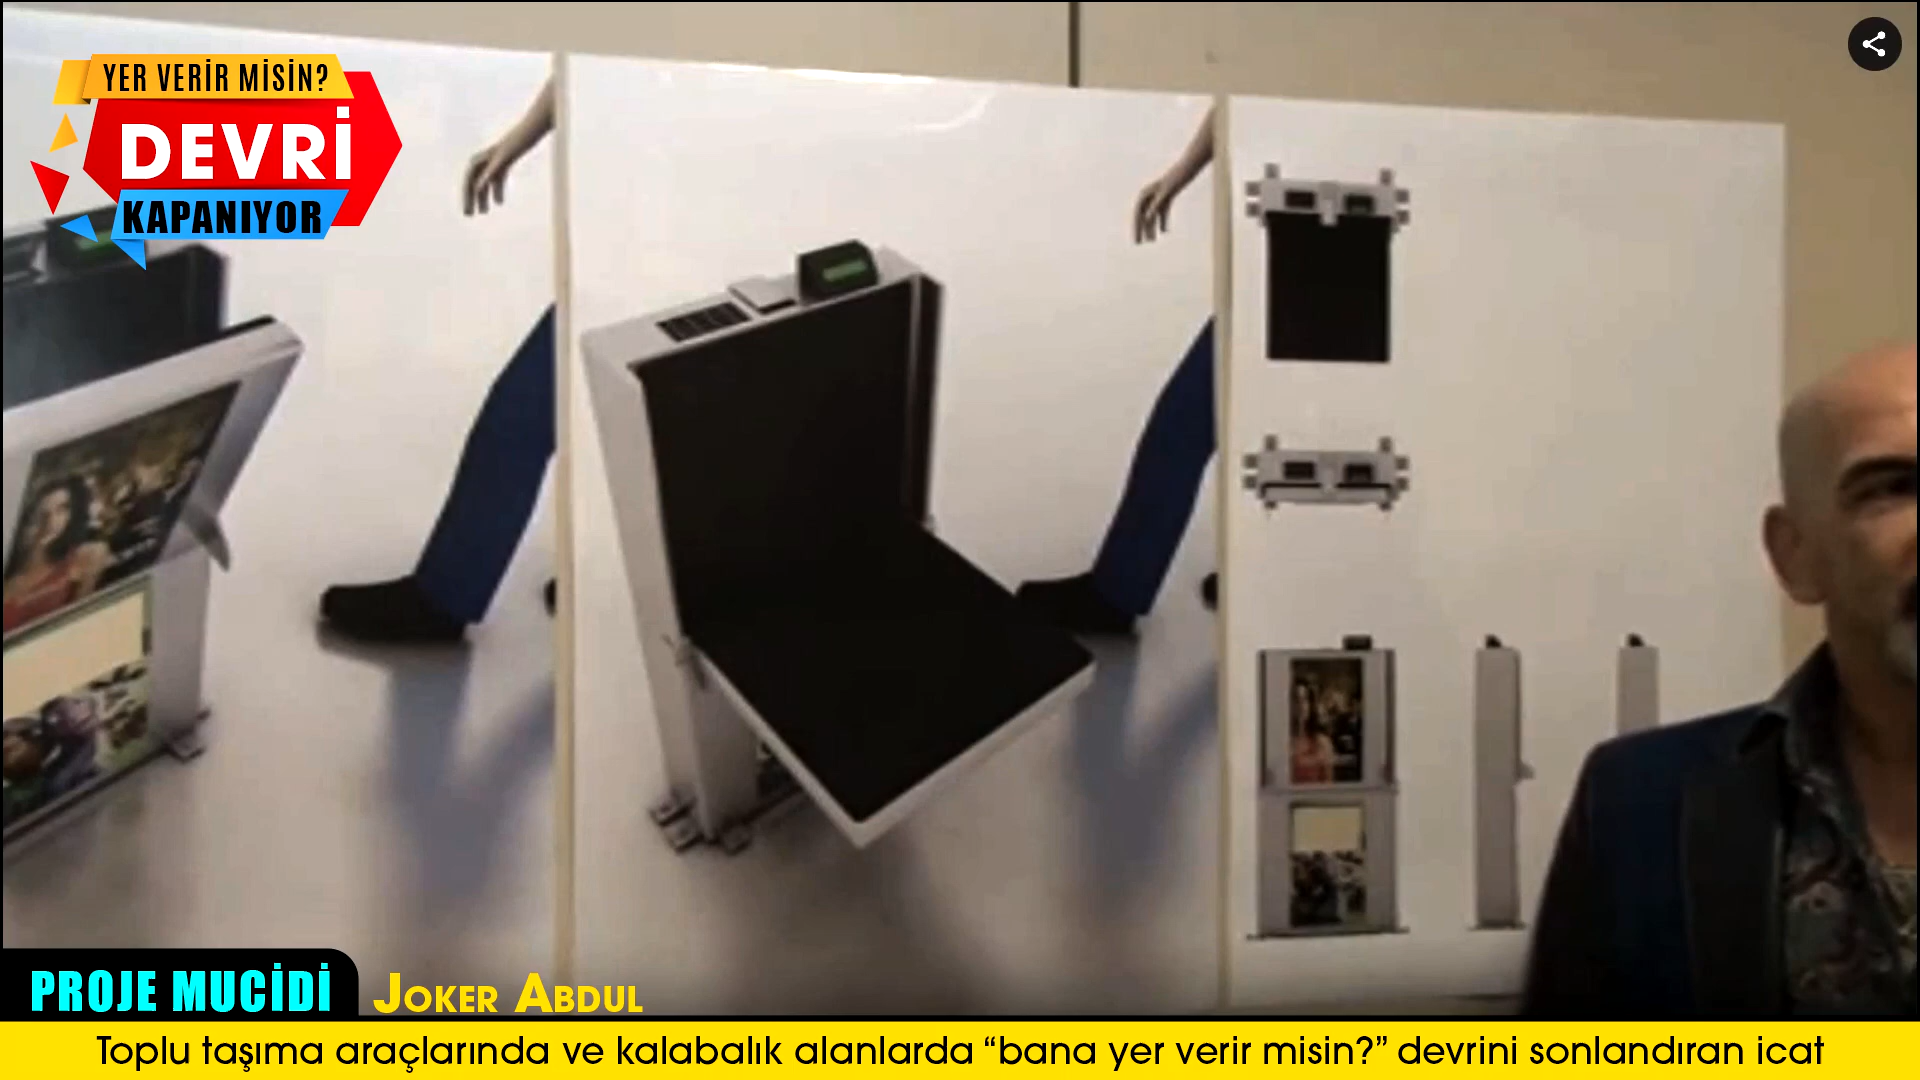 YER VERİR MİSİN?
DEVRİ
KAPANIYOR
PROJE MUCİDİ
JOKER ABDUL
Toplu taşıma araçlarında ve kalabalık alanlarda “bana yer verir misin?” devrini sonlandıran icat